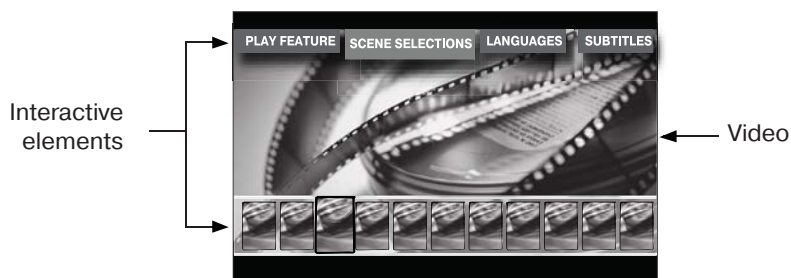 PLAY FEATURE SCENE SELECTIONS LANGUAGES SUBTITLES
Interactive
elements
Video